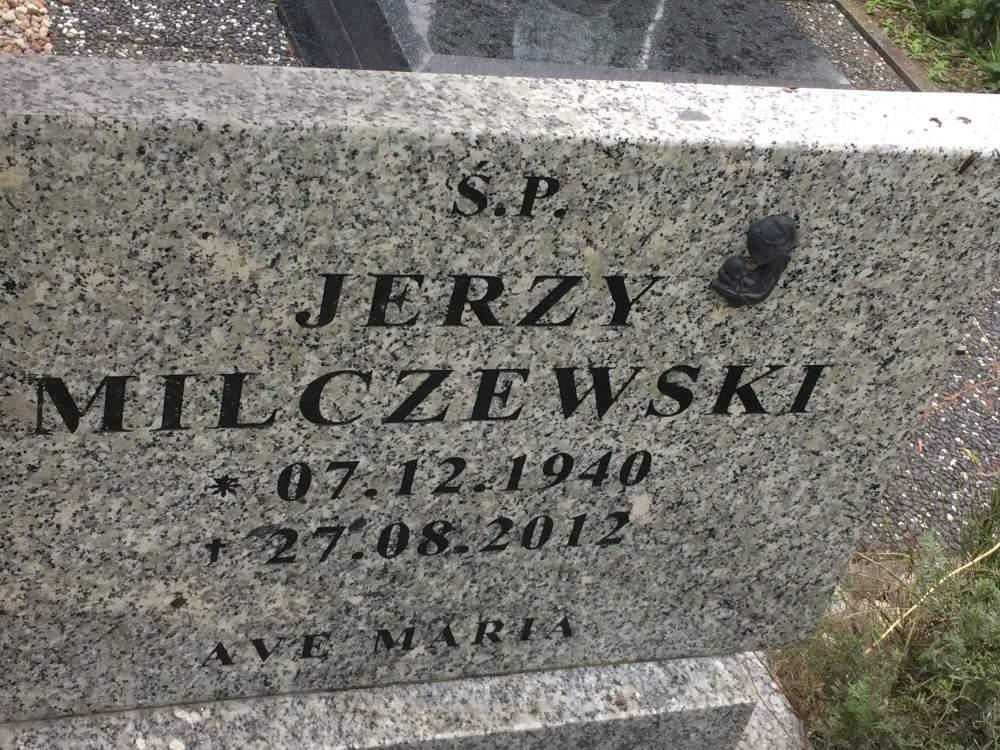 Ś.P.
JERZY
MILCZEWSKI
* 07.12.1940
† 27.08.2012
AVE MARIA